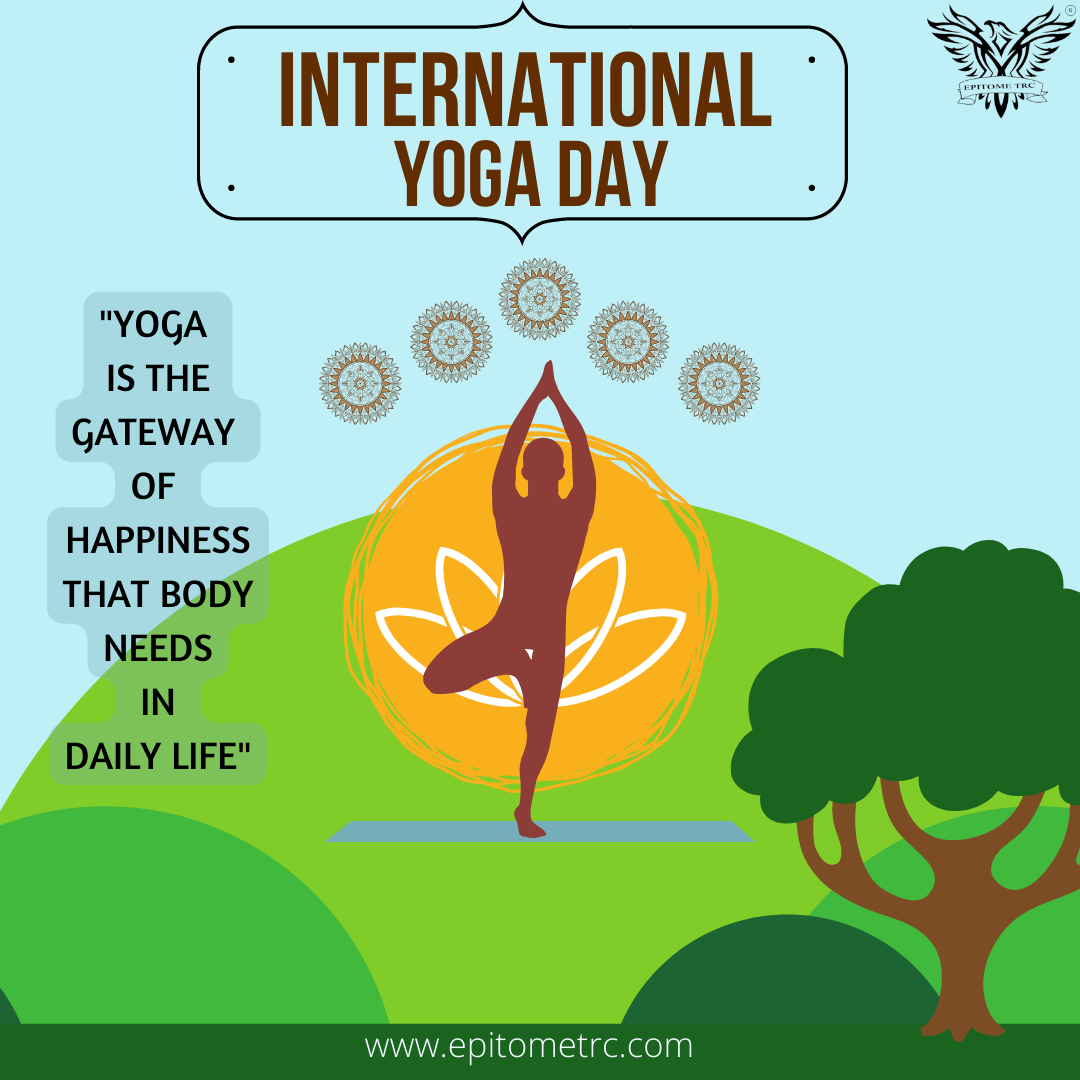 INTERNATIONAL
YOGA DAY
®
EPITOME TRC
"YOGA
IS THE
GATEWAY
OF
HAPPINESS
THAT BODY
NEEDS
IN
DAILY LIFE"
www.epitometrc.com